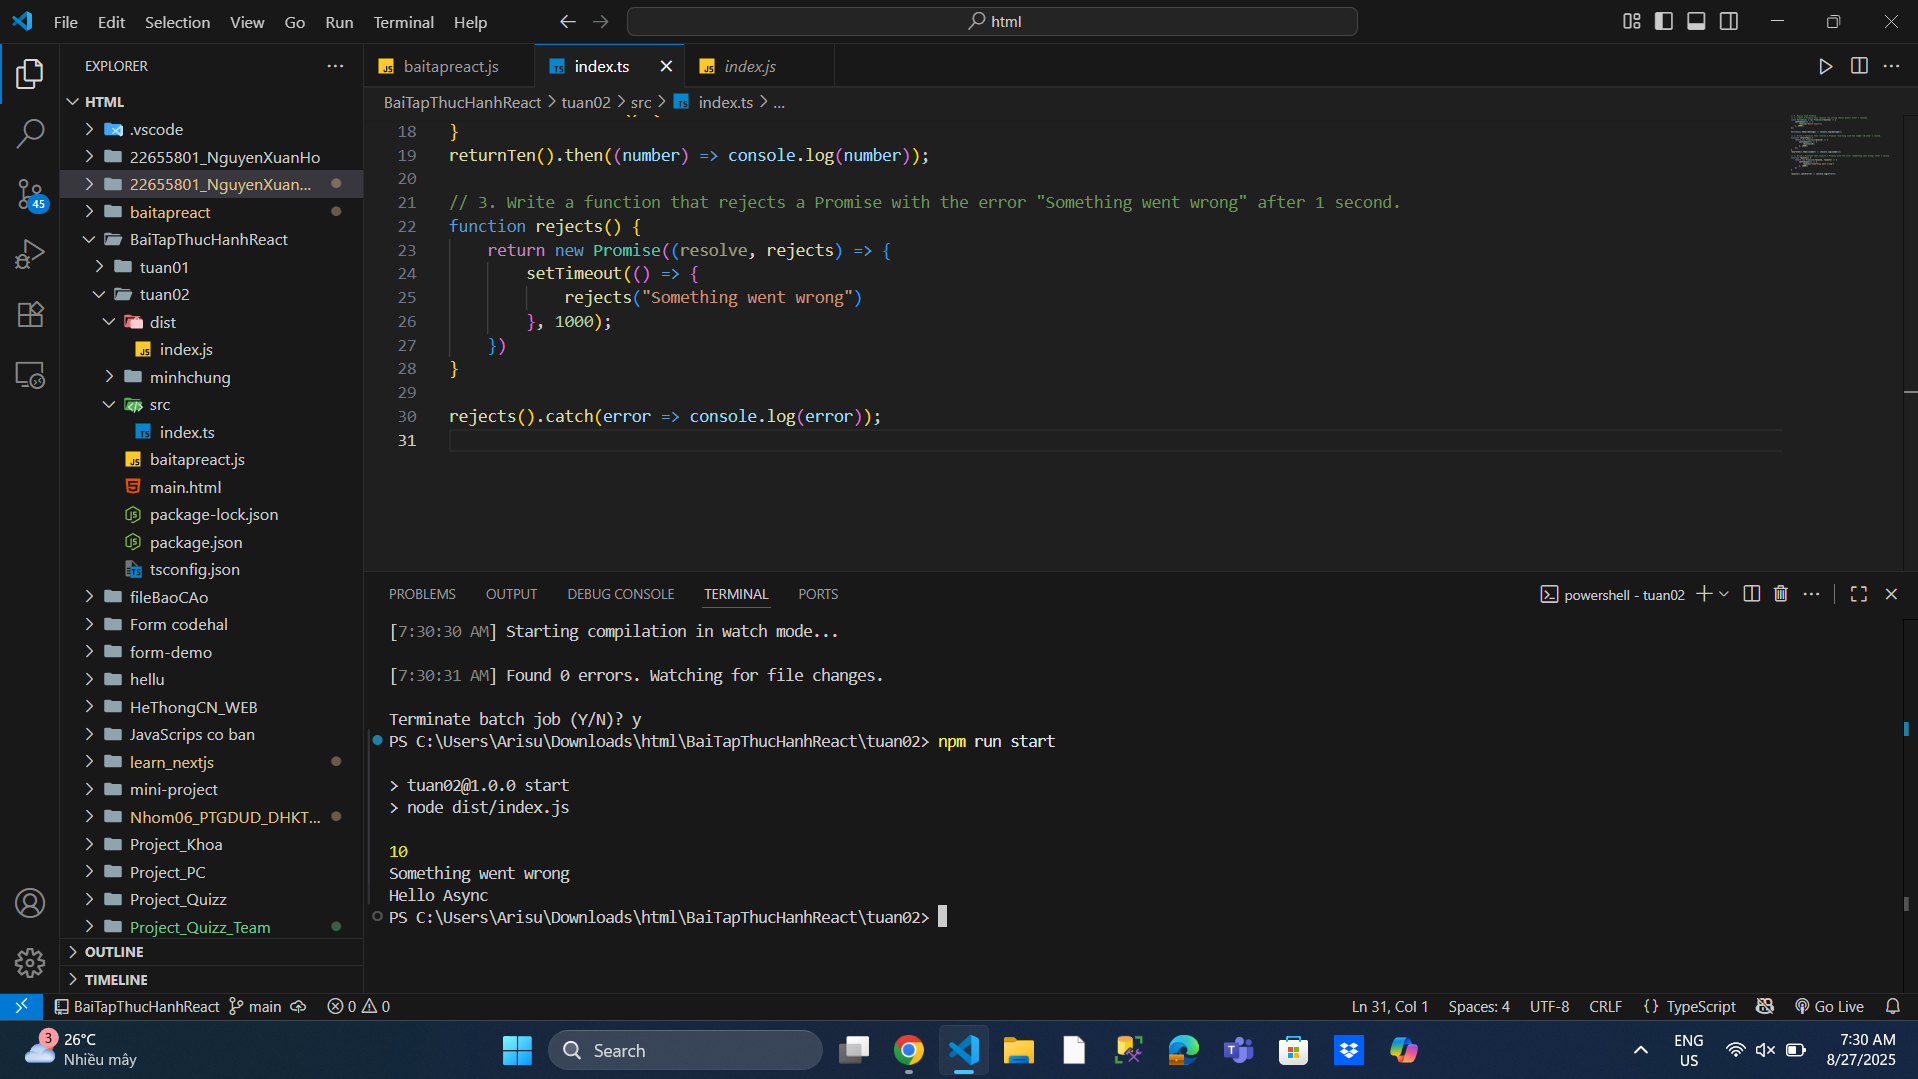 File Edit Selection View Go Run Terminal Help
html
EXPLORER
HTML
.vscode
22655801_NguyenXuanHo
22655801_NguyenXuan...
baitapreact
BaiTapThucHanhReact
tuan01
tuan02
dist
index.js
minhchung
src
index.ts
baitapreact.js
main.html
package-lock.json
package.json
tsconfig.json
fileBaoCAo
Form codehal
form-demo
hellu
HeThongCN_WEB
JavaScrips co ban
learn_nextjs
mini-project
Nhom06_PTGDUD_DHKT...
Project_Khoa
Project_PC
Project_Quizz
Project_Quizz_Team
OUTLINE
TIMELINE
45
baitapreact.js
index.ts
index.js
BaiTapThucHanhReact > tuan02 > src > index.ts > ...
18 }
19 returnTen().then((number) => console.log(number));
20
21 // 3. Write a function that rejects a Promise with the error "Something went wrong" after 1 second.
22 function rejects() {
23 return new Promise((resolve, rejects) => {
24 setTimeout(() => {
25 rejects("Something went wrong")
26 }, 1000);
27 })
28 }
29
30 rejects().catch(error => console.log(error));
31
PROBLEMS OUTPUT DEBUG CONSOLE TERMINAL PORTS
powershell - tuan02
[7:30:30 AM] Starting compilation in watch mode...
[7:30:31 AM] Found 0 errors. Watching for file changes.
Terminate batch job (Y/N)? y
PS C:\Users\Arisu\Downloads\html\BaiTapThucHanhReact\tuan02> npm run start
> tuan02@1.0.0 start
> node dist/index.js
10
Something went wrong
Hello Async
PS C:\Users\Arisu\Downloads\html\BaiTapThucHanhReact\tuan02>
BaiTapThucHanhReact main 0 0
Ln 31, Col 1 Spaces: 4 UTF-8 CRLF {} TypeScript Go Live
3
26°C
Nhiều mây
Search
ENG
US
7:30 AM
8/27/2025